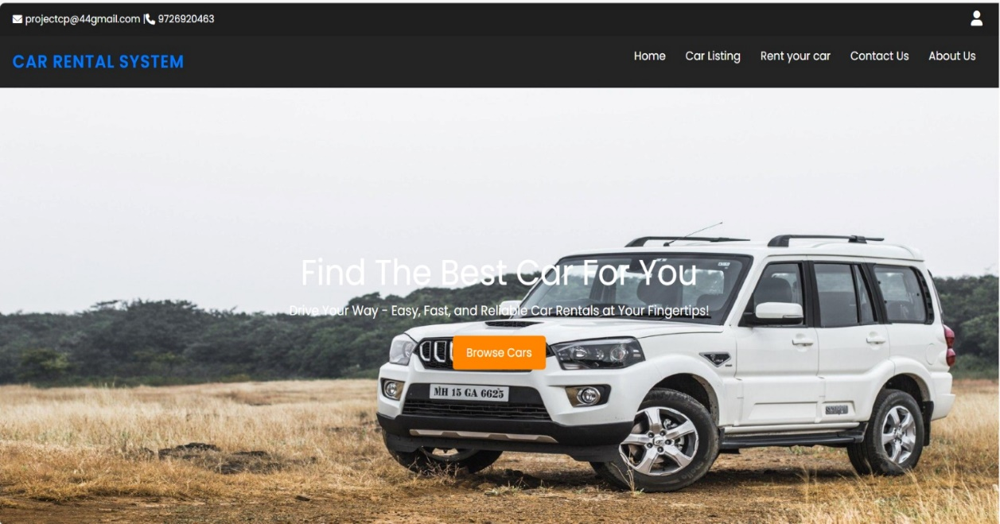 projectcp@44gmail.com | 9726920463
CAR RENTAL SYSTEM
Home Car Listing Rent your car Contact Us About Us
Find The Best Car For You
Drive Your Way - Easy, Fast, and Reliable Car Rentals at Your Fingertips!
Browse Cars
MH 15 GA 6625